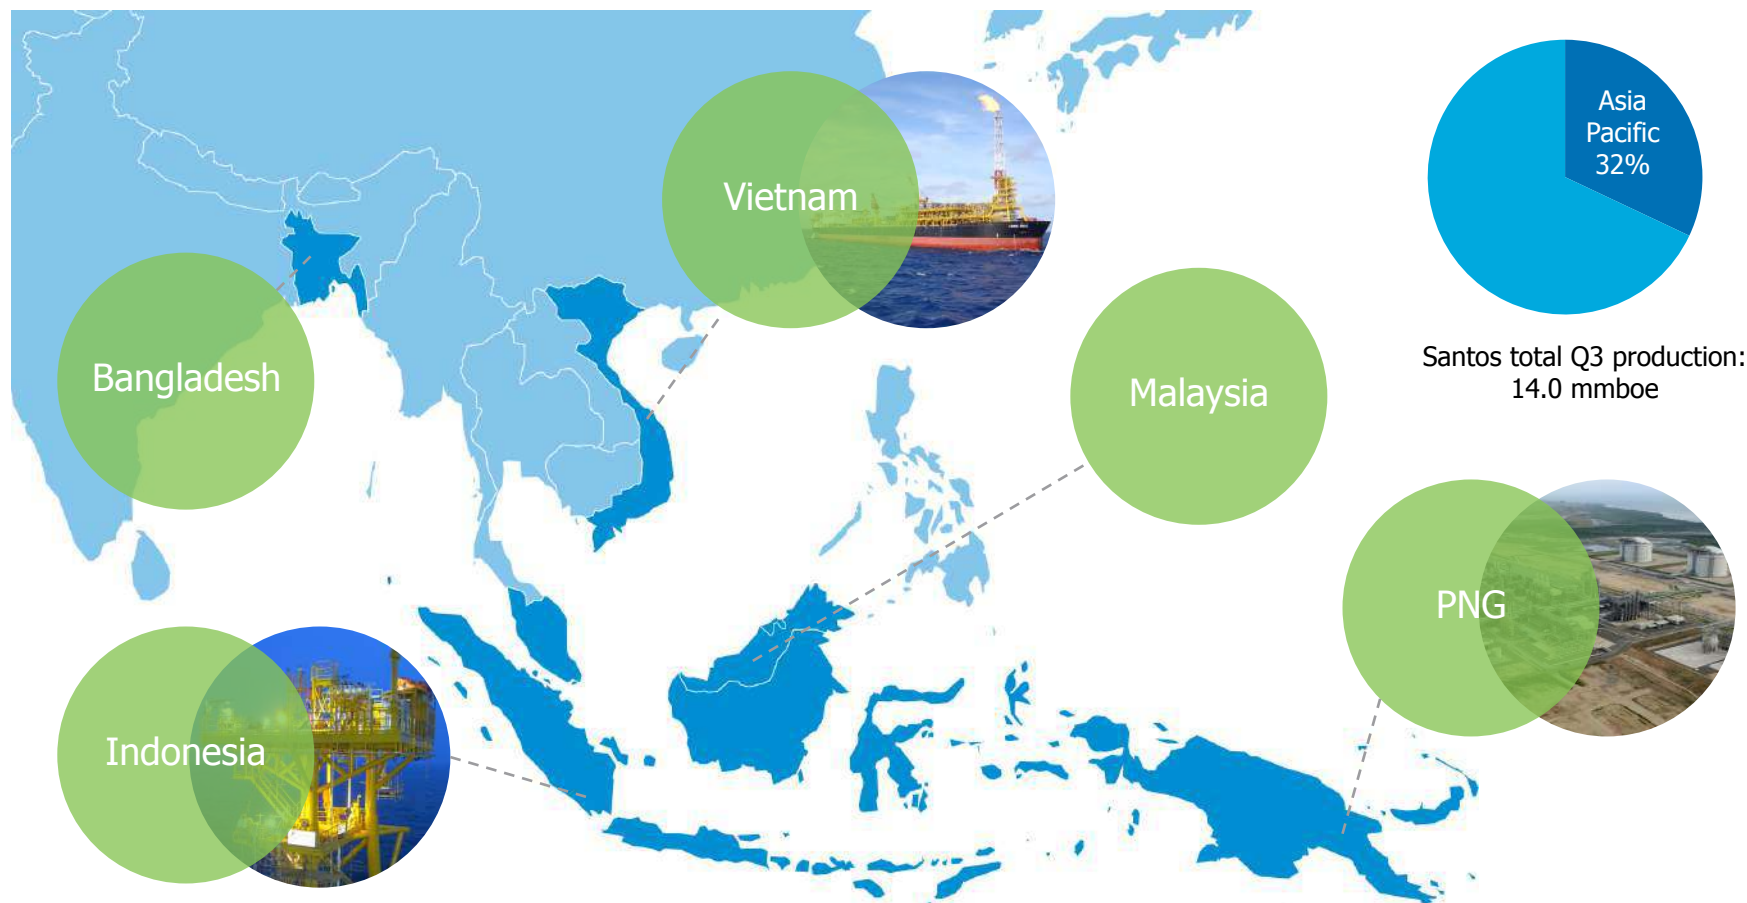 Asia
Pacific
32%
Vietnam
Santos total Q3 production:
14.0 mmboe
Bangladesh
Malaysia
PNG
Indonesia